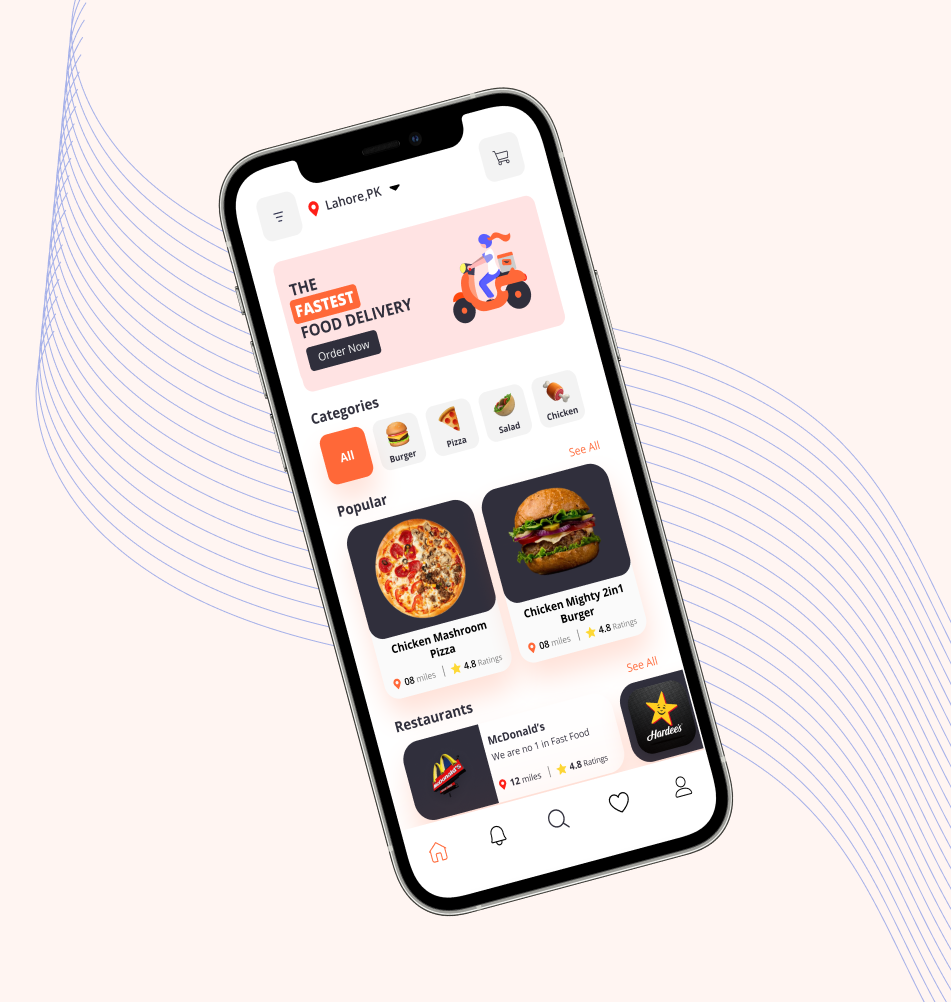 Lahore,PK
THE
FASTEST
FOOD DELIVERY
Order Now
Categories
All
Burger
Pizza
Salad
Chicken
Popular
See All
Chicken Mashroom
Pizza
08 miles | 4.8 Ratings
Chicken Mighty 2in1
Burger
08 miles | 4.8 Ratings
Restaurants
See All
McDonald's
McDonald's
We are no 1 in Fast Food
12 miles | 4.8 Ratings
Hardee's